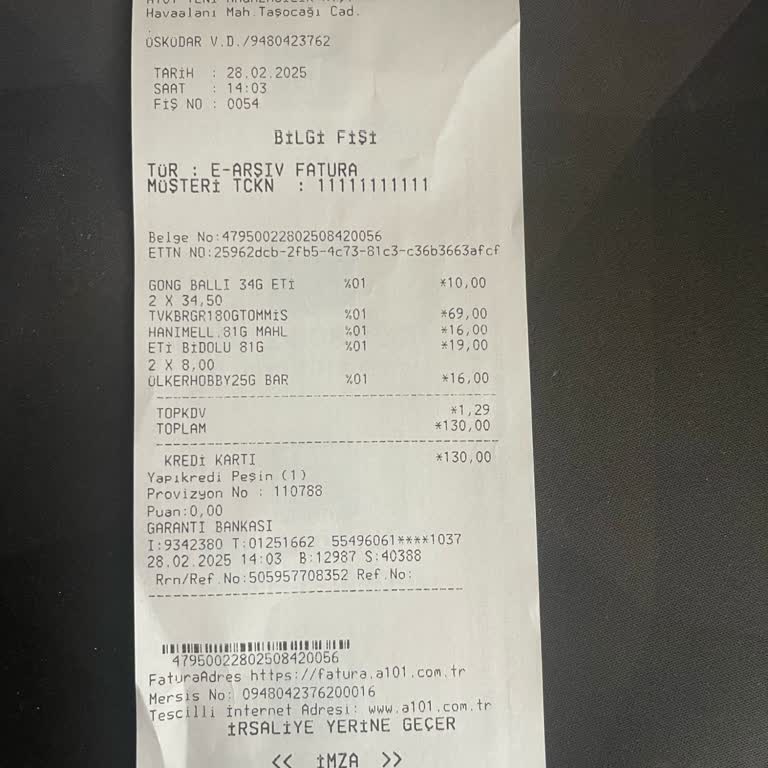 Havaalanı Mah.Taşocağı Cad.
ÜSKÜDAR V.D./9480423762
TARİH : 28.02.2025
SAAT : 14:03
FİŞ NO : 0054
BİLGİ FİŞİ
TÜR : E-ARŞİV FATURA
MÜŞTERİ TCKN : 11111111111
Belge No:47950022802508420056
ETTN NO:25962dcb-2fb5-4c73-81c3-c36b3663afcf
GONG BALLI 34G ETİ %01 *10,00
2 X 34,50
TVKBRGR180GTOMMİS %01 *69,00
HANIMELL.81G MAHL %01 *16,00
ETİ BİDOLU 81G %01 *19,00
2 X 8,00
ÜLKERHOBBY25G BAR %01 *16,00
TOPKDV *1,29
TOPLAM *130,00
KREDİ KARTI *130,00
Yapıkredi Peşin (1)
Provizyon No : 110788
Puan:0,00
GARANTI BANKASI
I:9342380 T:01251662 55496061****1037
28.02.2025 14:03 B:12987 S:40388
Rrn/Ref.No:505957708352 Ref.No:
47950022802508420056
FaturaAdres https://fatura.a101.com.tr
Mersis No: 0948042376200016
Tescilli İnternet Adresi: www.a101.com.tr
İRSALİYE YERİNE GEÇER
<< İMZA >>